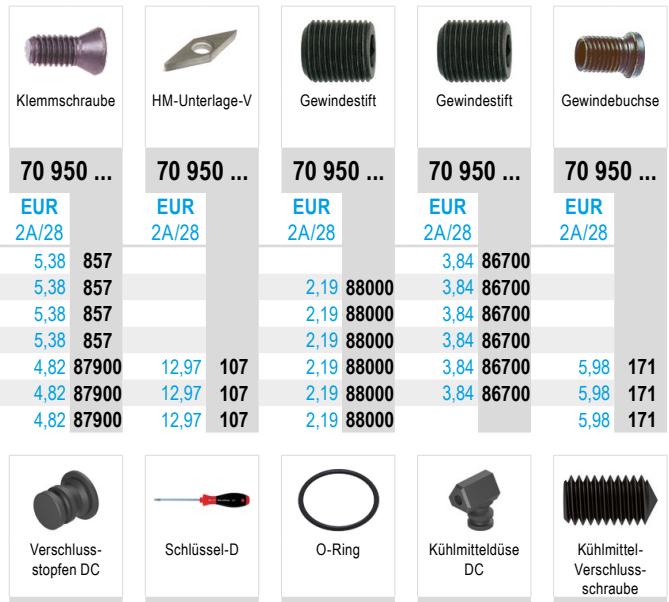 Klemmschraube HM-Unterlage-V Gewindestift Gewindestift Gewindebuchse
70 950 ... 70 950 ... 70 950 ... 70 950 ... 70 950 ...
EUR EUR EUR EUR EUR
2A/28 2A/28 2A/28 2A/28 2A/28
5,38 857 3,84 86700
5,38 857 2,19 88000 3,84 86700
5,38 857 2,19 88000 3,84 86700
5,38 857 2,19 88000 3,84 86700
4,82 87900 12,97 107 2,19 88000 3,84 86700 5,98 171
4,82 87900 12,97 107 2,19 88000 3,84 86700 5,98 171
4,82 87900 12,97 107 2,19 88000 5,98 171
Verschluss- Schlüssel-D O-Ring Kühlmitteldüse Kühlmittel-
stopfen DC DC Verschluss-
schraube